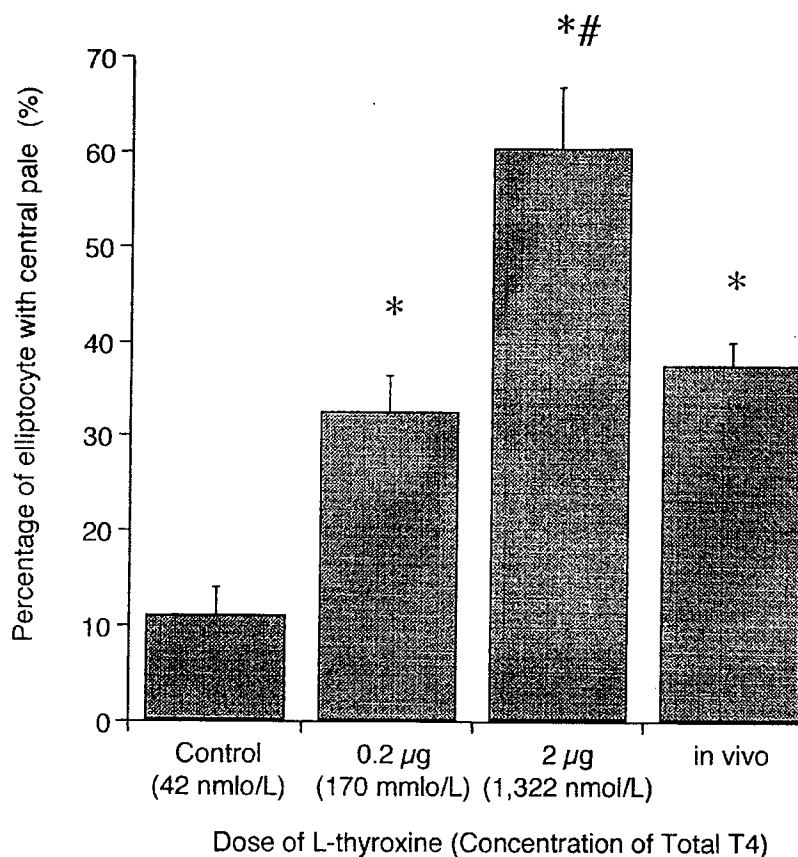 *#
70
60
50
40
30
20
10
0
*
*
Percentage of elliptocyte with central pale (%)
Control
(42 nmlo/L)
0.2 µg
(170 mmlo/L)
2 µg
(1,322 nmol/L)
in vivo
Dose of L-thyroxine (Concentration of Total T4)